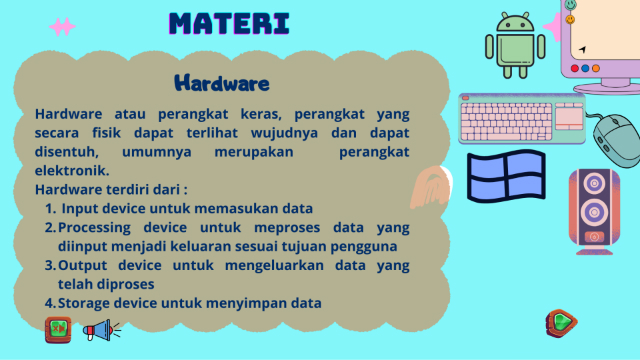 MATERI
Hardware
Hardware atau perangkat keras, perangkat yang
secara fisik dapat terlihat wujudnya dan dapat
disentuh, umumnya merupakan perangkat
elektronik.
Hardware terdiri dari :
1. Input device untuk memasukan data
2. Processing device untuk meproses data yang
diinput menjadi keluaran sesuai tujuan pengguna
3. Output device untuk mengeluarkan data yang
telah diproses
4. Storage device untuk menyimpan data